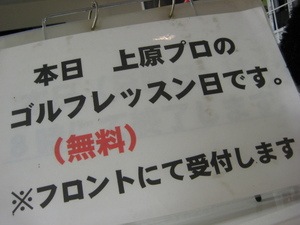 本日　上原プロの
ゴルフレッスン日です。
（無料）
※フロントにて受付します